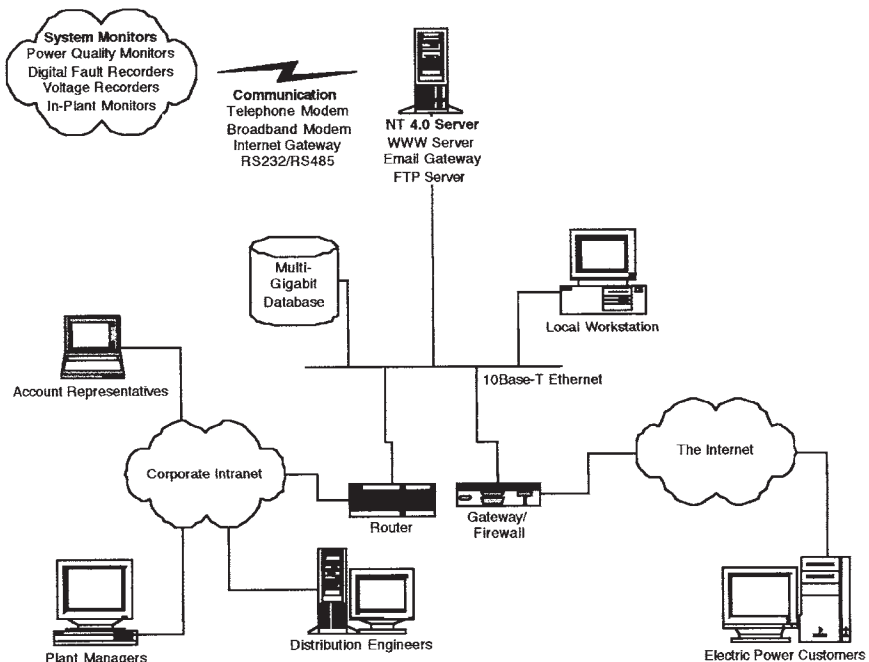 System Monitors
Power Quality Monitors
Digital Fault Recorders
Voltage Recorders
In-Plant Monitors
Communication
Telephone Modem
Broadband Modem
Internet Gateway
RS232/RS485
NT 4.0 Server
WWW Server
Email Gateway
FTP Server
Multi-
Gigabit
Database
Local Workstation
10Base-T Ethernet
Account Representatives
Corporate Intranet
Router
Gateway/
Firewall
The Internet
Plant Managers
Distribution Engineers
Electric Power Customers